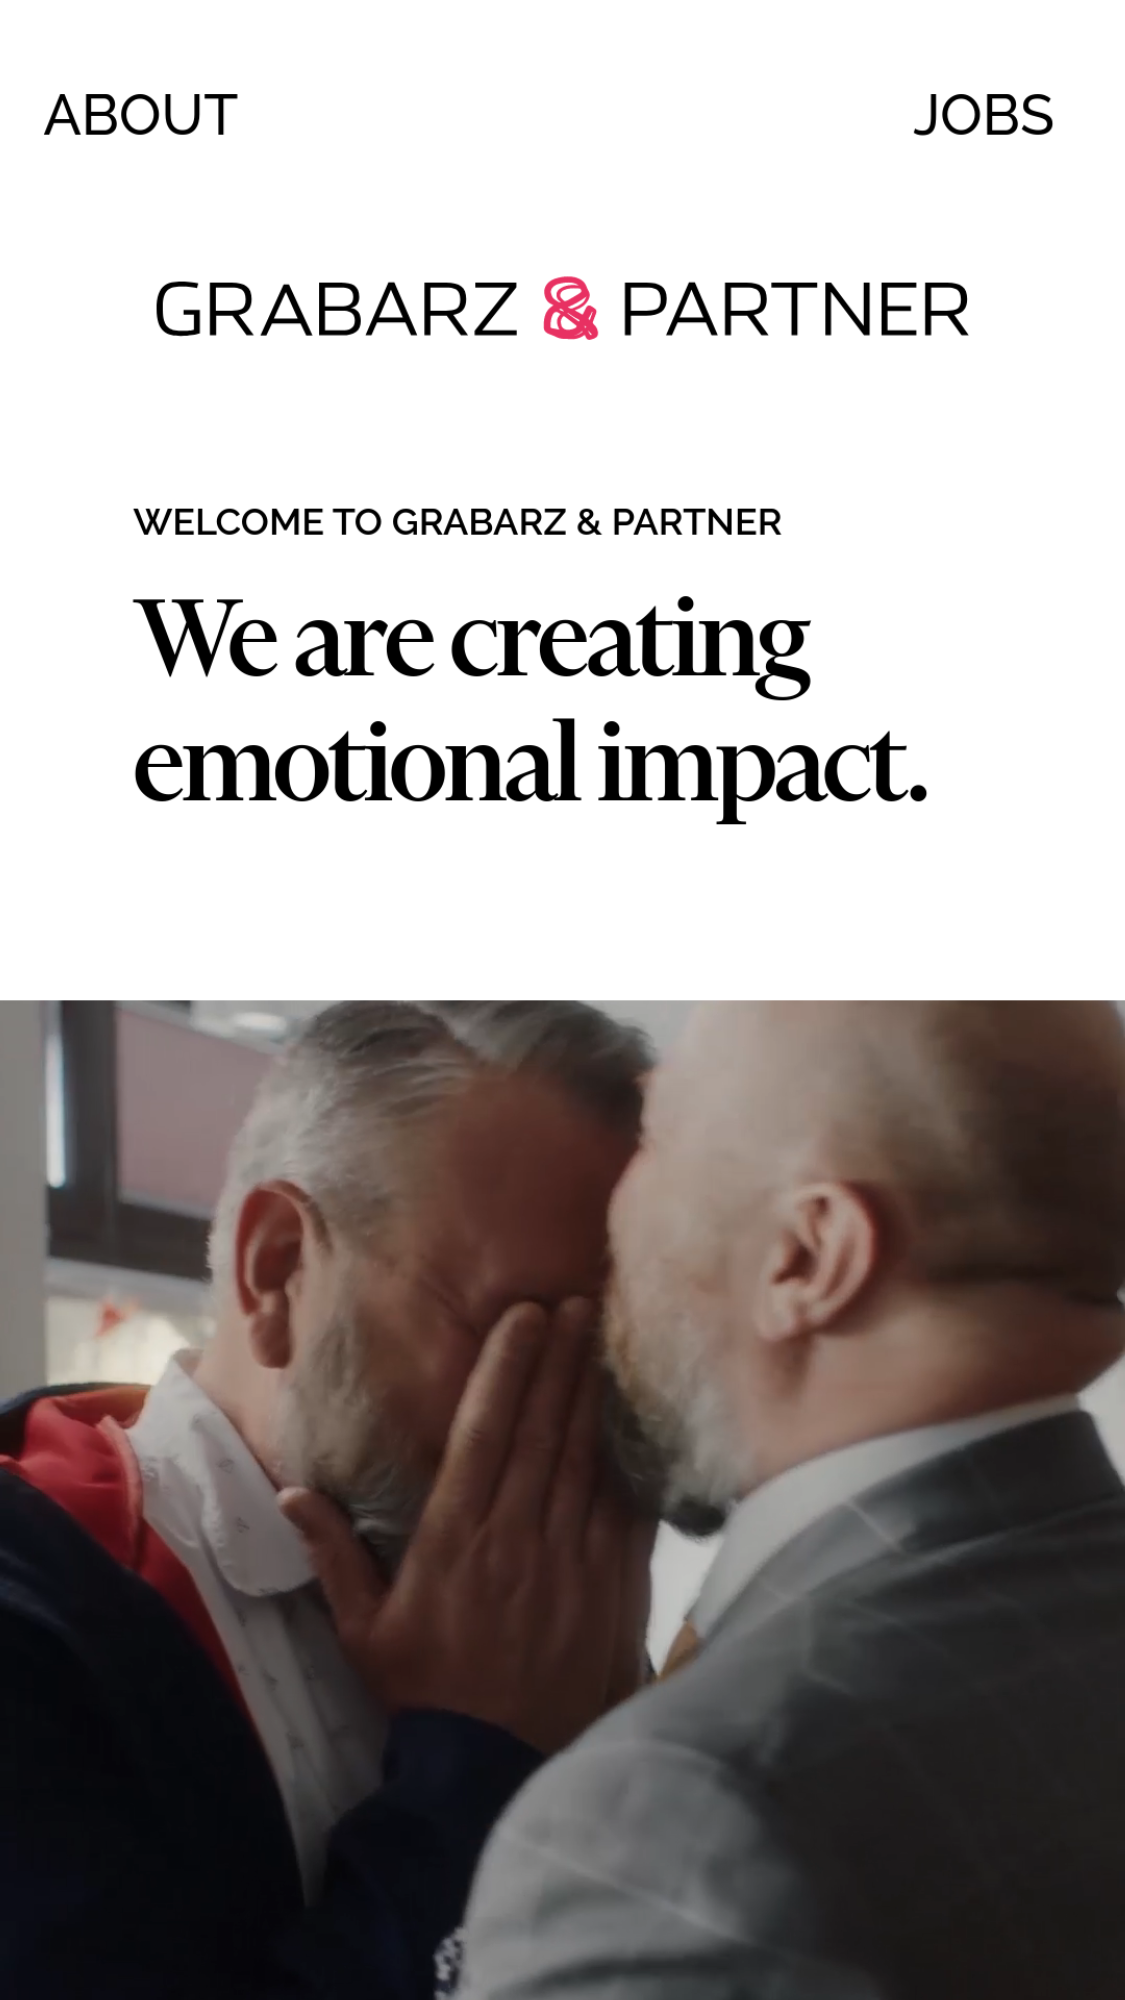 ABOUT
JOBS
GRABARZ & PARTNER
WELCOME TO GRABARZ & PARTNER
We are creating
emotional impact.